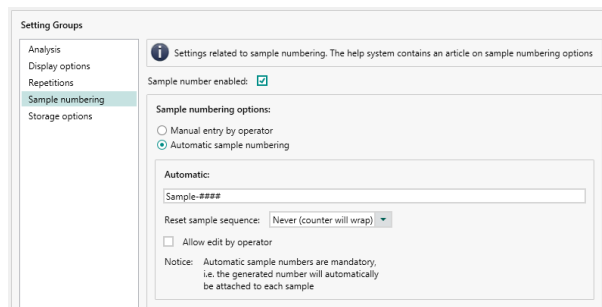 Setting Groups
Analysis
Display options
Repetitions
Sample numbering
Storage options
Settings related to sample numbering. The help system contains an article on sample numbering options
Sample number enabled:
Sample numbering options:
Manual entry by operator
Automatic sample numbering
Automatic:
Sample-####
Reset sample sequence: Never (counter will wrap)
Allow edit by operator
Notice: Automatic sample numbers are mandatory,
i.e. the generated number will automatically
be attached to each sample